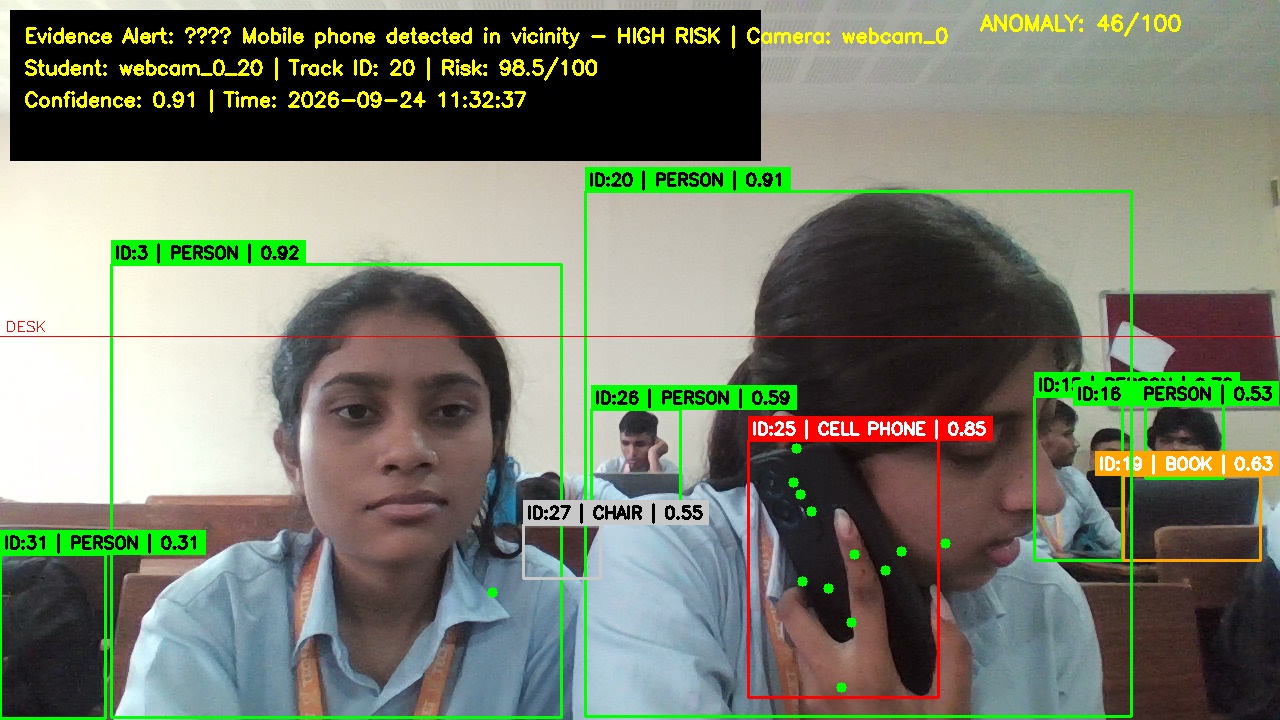 Evidence Alert: ???? Mobile phone detected in vicinity - HIGH RISK | Camera: webcam_0
ANOMALY: 46/100
Student: webcam_0_20 | Track ID: 20 | Risk: 98.5/100
Confidence: 0.91 | Time: 2026-09-24 11:32:37
ID:20 | PERSON | 0.91
ID:3 | PERSON | 0.92
DESK
ID:16 PERSON | 0.53
ID:26 | PERSON | 0.59
ID:25 | CELL PHONE | 0.85
ID:19 | BOOK | 0.63
ID:27 | CHAIR | 0.55
ID:31 | PERSON | 0.31